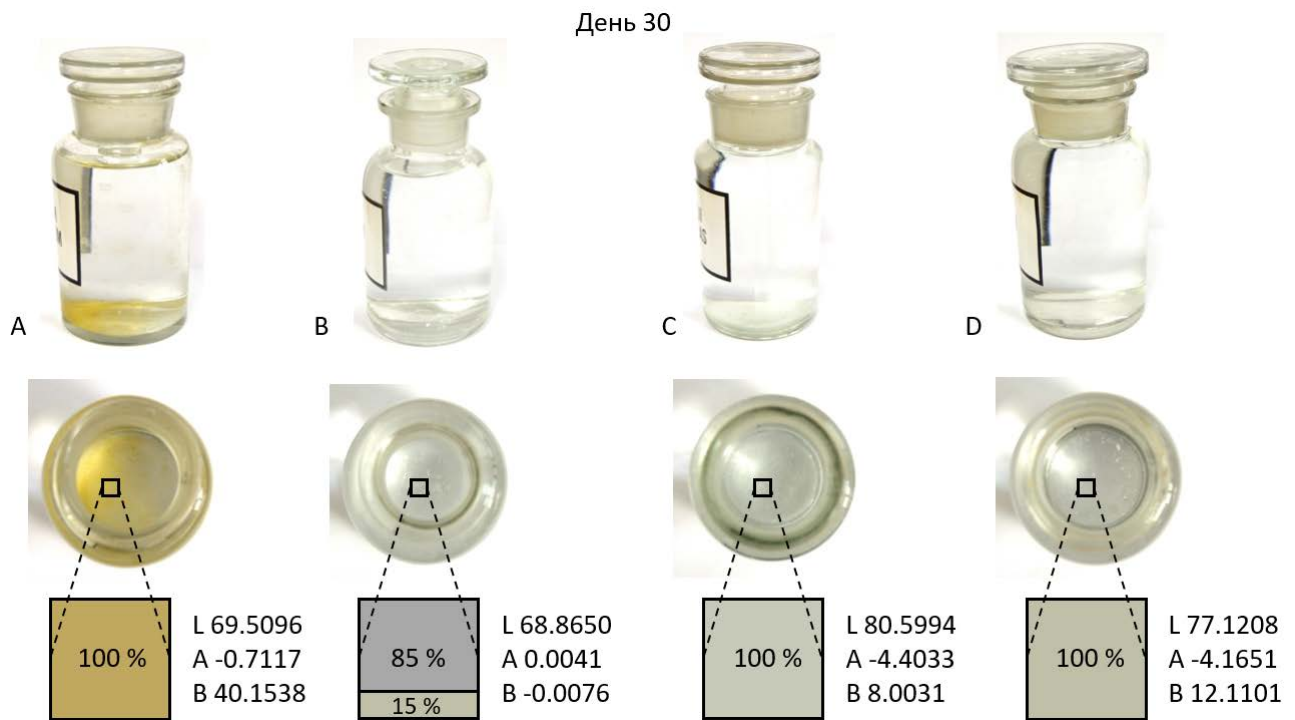 День 30
A
B
C
D
100 %
L 69.5096
A -0.7117
B 40.1538
85 %
15 %
L 68.8650
A 0.0041
B -0.0076
100 %
L 80.5994
A -4.4033
B 8.0031
100 %
L 77.1208
A -4.1651
B 12.1101